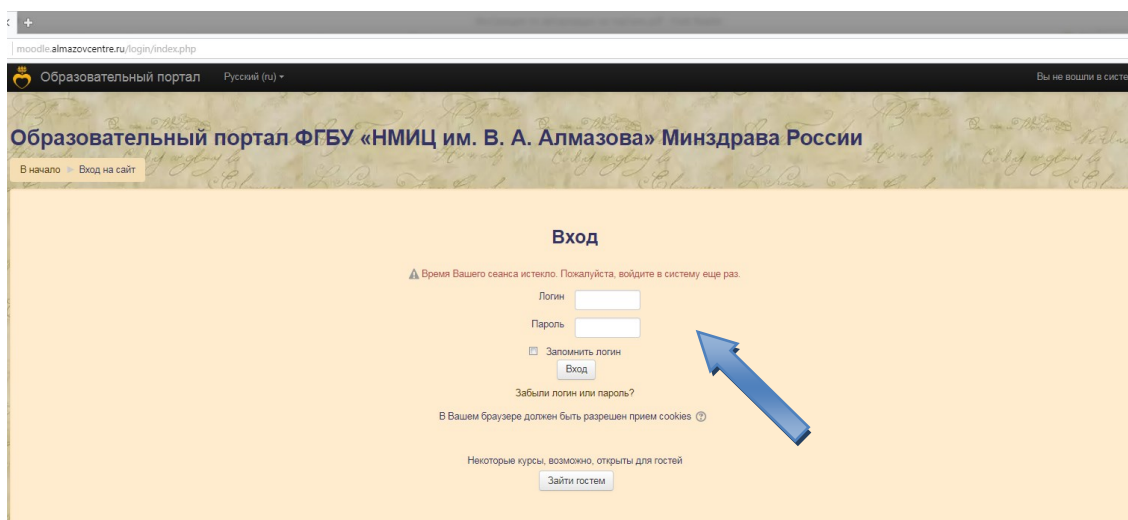 moodle.almazovcentre.ru/login/index.php
Образовательный портал Русский (ru) Вы не вошли в систе
Образовательный портал ФГБУ «НМИЦ им. В. А. Алмазова» Минздрава России
В начало Вход на сайт
Вход
Время Вашего сеанса истекло. Пожалуйста, войдите в систему еще раз.
Логин
Пароль
Запомнить логин
Вход
Забыли логин или пароль?
В Вашем браузере должен быть разрешен прием cookies
Некоторые курсы, возможно, открыты для гостей
Зайти гостем